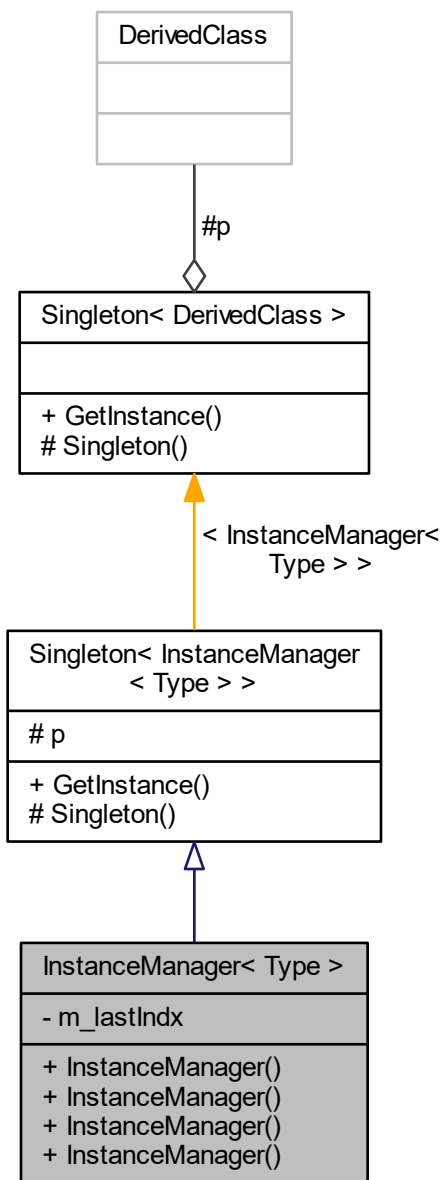 DerivedClass
#p
Singleton< DerivedClass >
+ GetInstance()
# Singleton()
< InstanceManager<
Type > >
Singleton< InstanceManager
< Type > >
# p
+ GetInstance()
# Singleton()
InstanceManager< Type >
- m_lastIndx
+ InstanceManager()
+ InstanceManager()
+ InstanceManager()
+ InstanceManager()